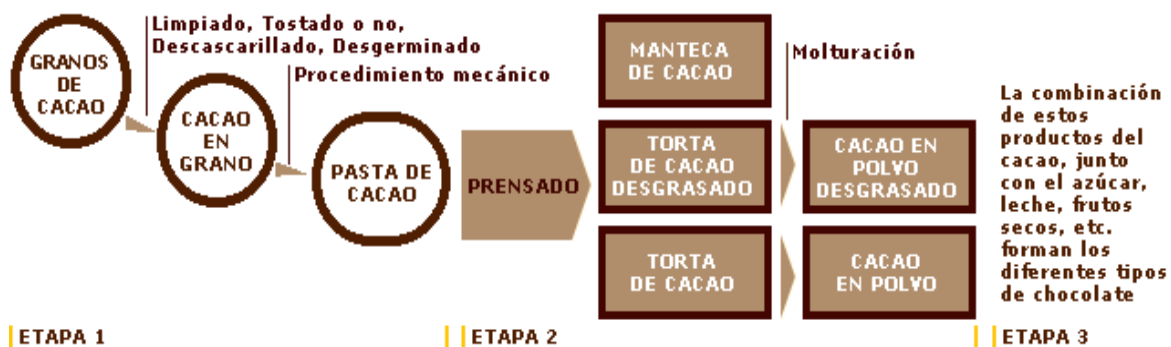 GRANOS
DE
CACAO
Limpiado, Tostado o no,
Descascarillado, Desgerminado
CACAO
EN
GRANO
Procedimiento mecánico
PASTA DE
CACAO
PRENSADO
MANTECA
DE CACAO
TORTA
DE CACAO
DESGRASADO
TORTA
DE CACAO
Molturación
CACAO EN
POLVO
DESGRASADO
CACAO
EN POLVO
La combinación
de estos
productos del
cacao, junto
con el azúcar,
leche, frutos
secos, etc.
forman los
diferentes tipos
de chocolate
ETAPA 1
ETAPA 2
ETAPA 3